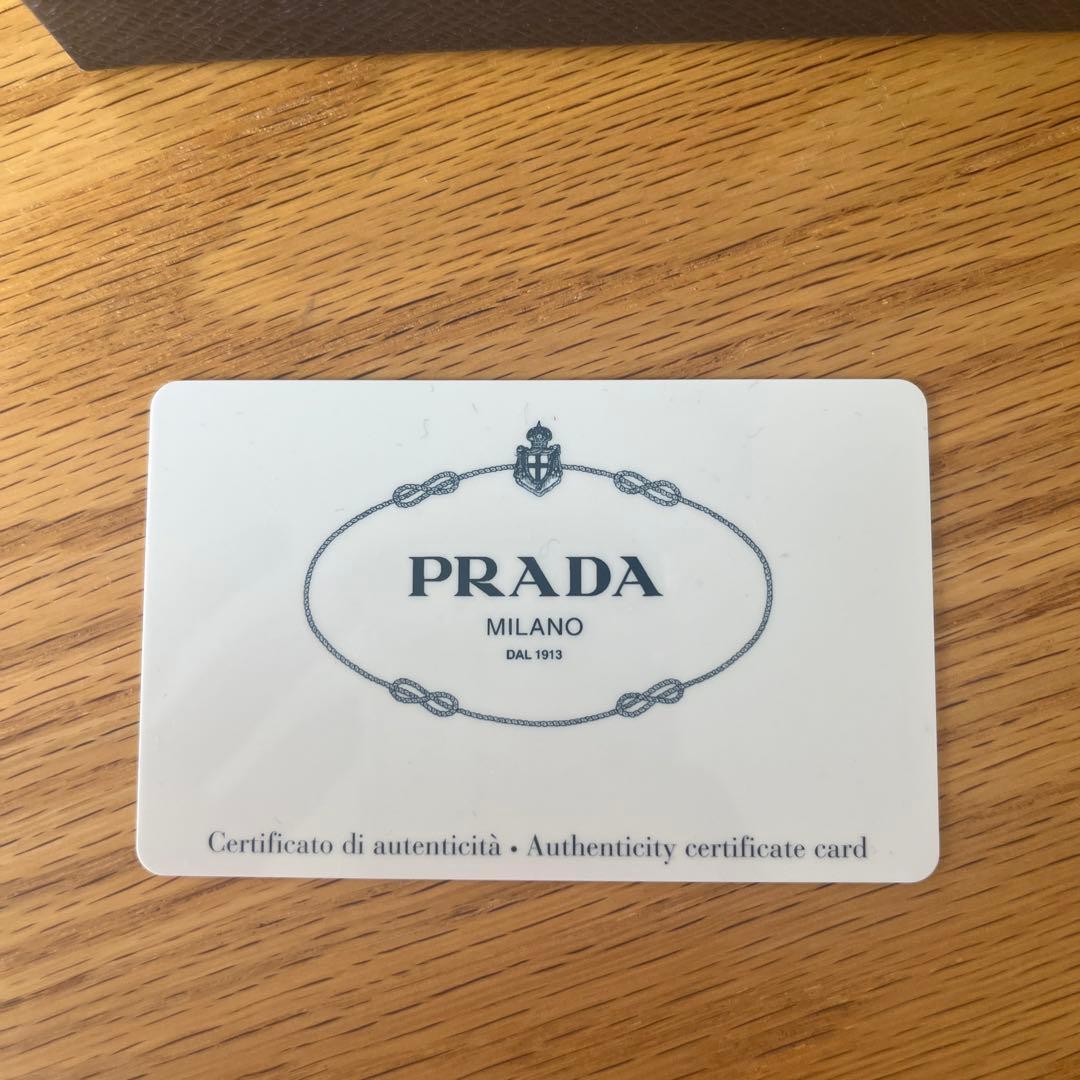 PRADA
MILANO
DAL 1913
Certificato di autenticità • Authenticity certificate card